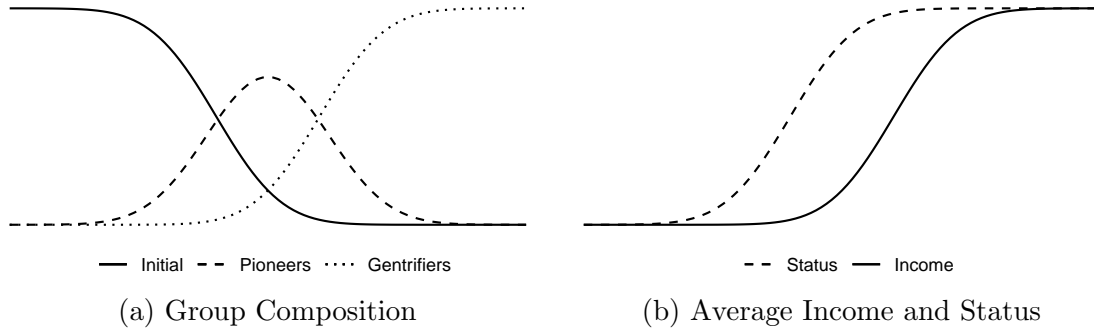 Initial Pioneers Gentrifiers
(a) Group Composition
Status Income
(b) Average Income and Status